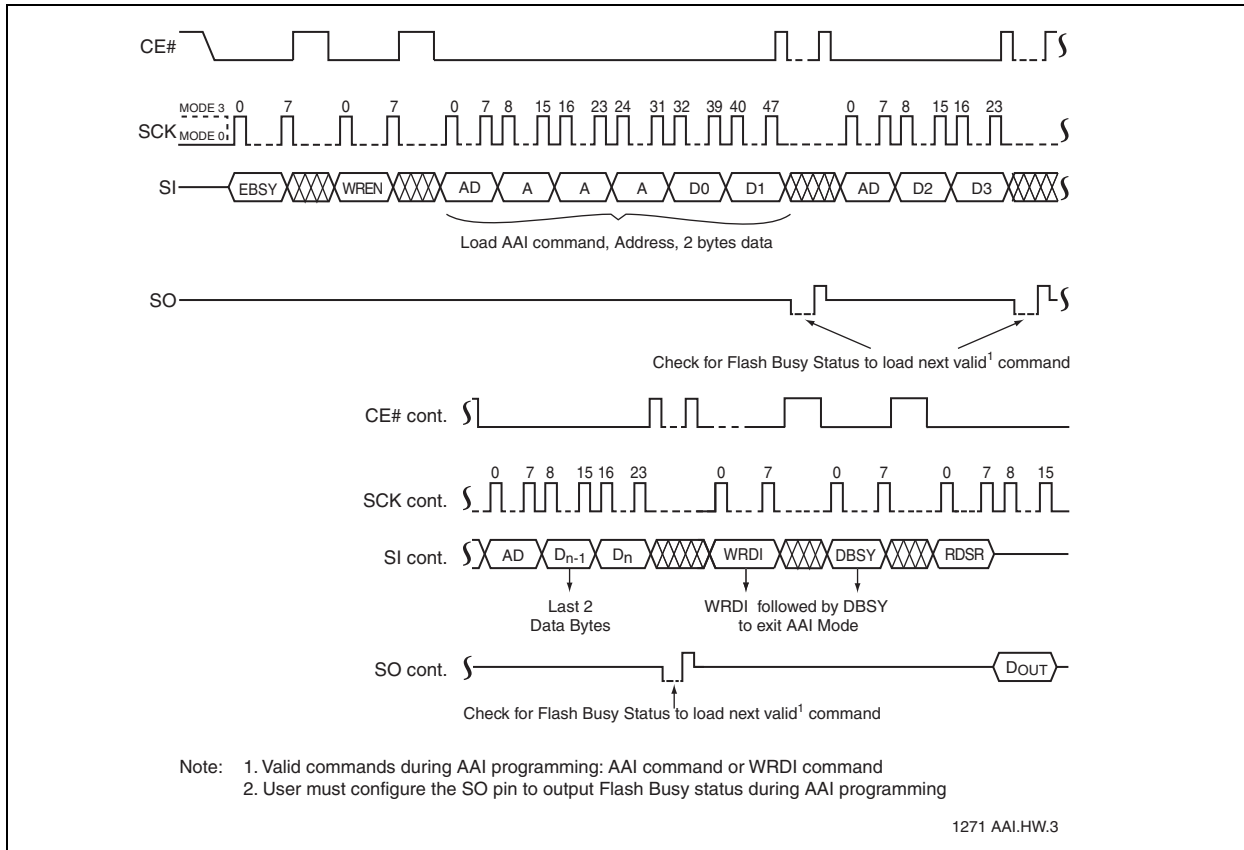 CE#
MODE 3
0 7 0 7 0 7 8 15 16 23 24 31 32 39 40 47 0 7 8 15 16 23
SCK
MODE 0
SI
EBSY WREN AD A A A D0 D1 AD D2 D3
Load AAI command, Address, 2 bytes data
SO
Check for Flash Busy Status to load next valid1 command
CE# cont.
0 7 8 15 16 23 0 7 0 7 0 7 8 15
SCK cont.
SI cont. AD Dn-1 Dn WRDI DBSY RDSR
Last 2 WRDI followed by DBSY
Data Bytes to exit AAI Mode
SO cont. DOUT
Check for Flash Busy Status to load next valid1 command
Note: 1. Valid commands during AAI programming: AAI command or WRDI command
2. User must configure the SO pin to output Flash Busy status during AAI programming
1271 AAI.HW.3